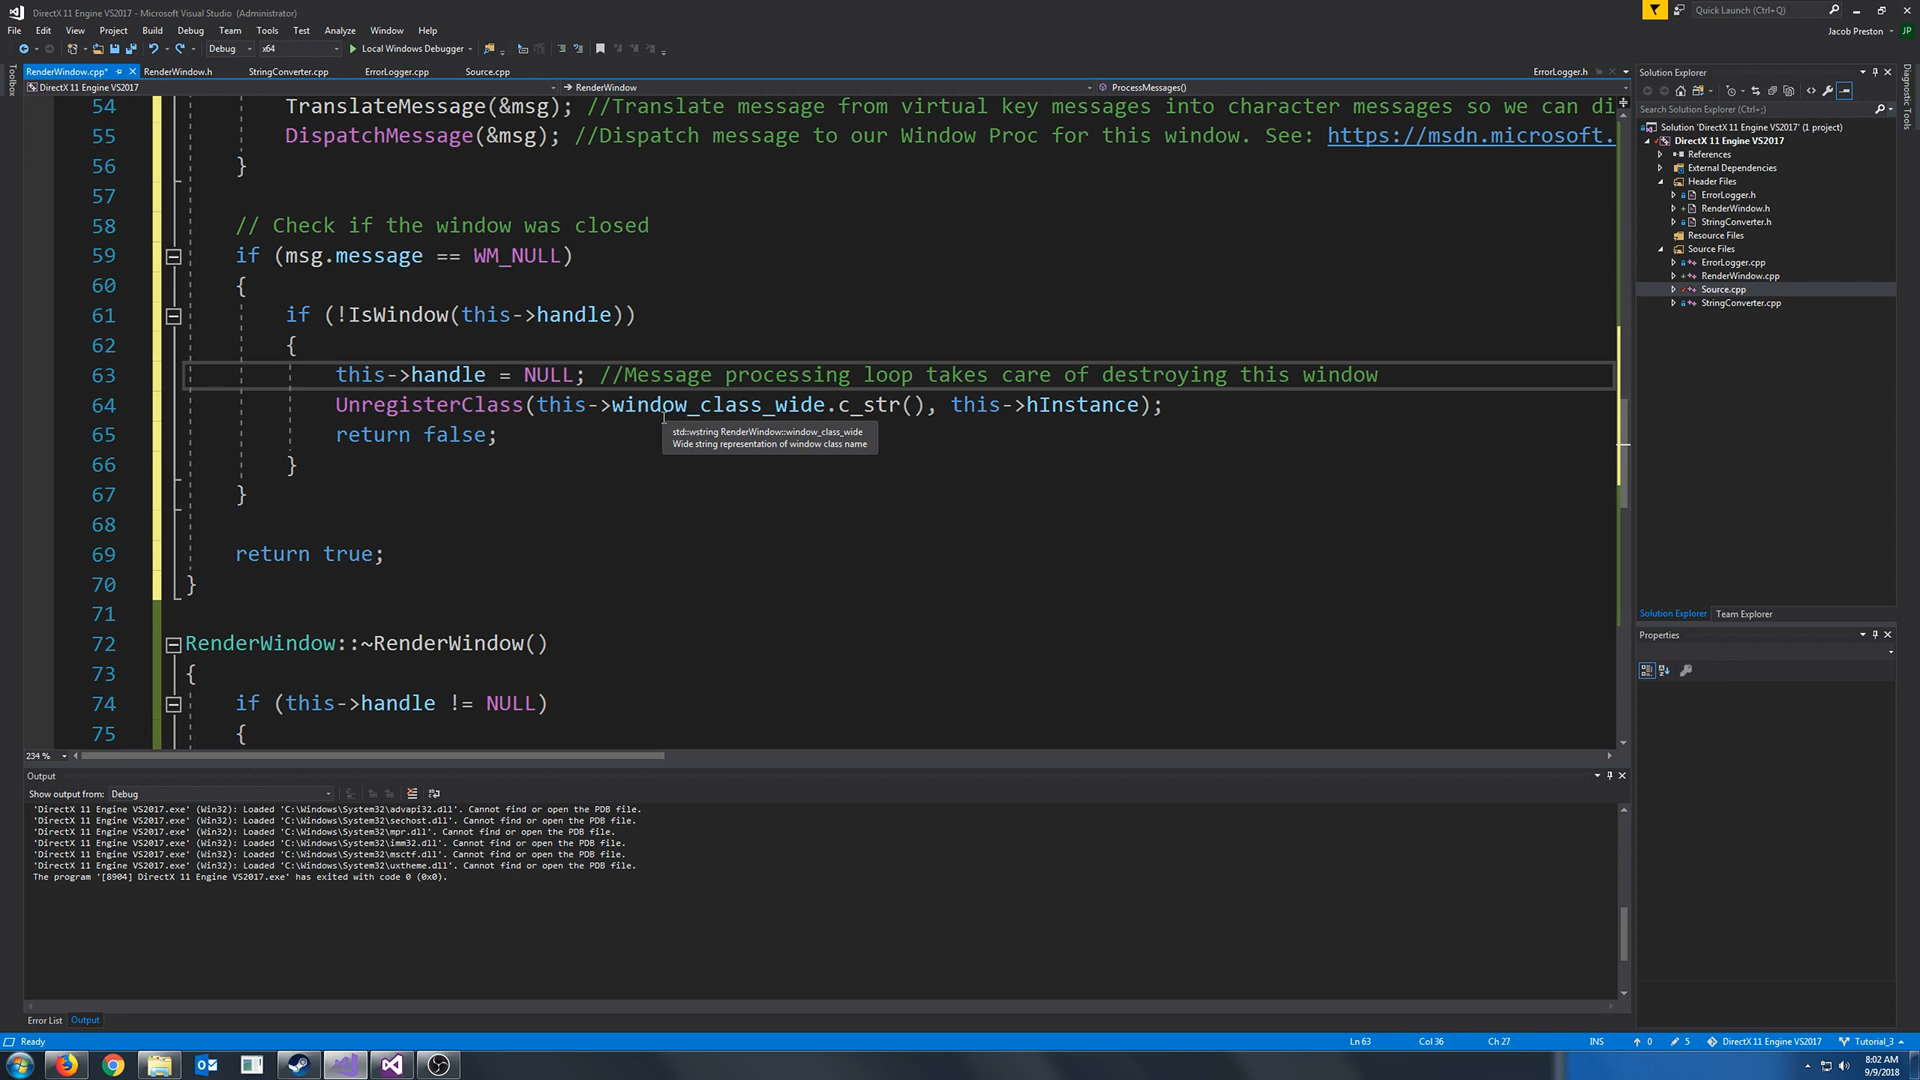 DirectX 11 Engine VS2017 - Microsoft Visual Studio (Administrator)
Quick Launch (Ctrl+Q)
File Edit View Project Build Debug Team Tools Test Analyze Window Help
Jacob Preston JP
Debug x64 Local Windows Debugger
RenderWindow.cpp* RenderWindow.h StringConverter.cpp ErrorLogger.cpp Source.cpp ErrorLogger.h
DirectX 11 Engine VS2017 RenderWindow ProcessMessages()
54 TranslateMessage(&msg); //Translate message from virtual key messages into character messages so we can di
55 DispatchMessage(&msg); //Dispatch message to our Window Proc for this window. See: https://msdn.microsoft.
56 }
57
58 // Check if the window was closed
59 if (msg.message == WM_NULL)
60 {
61 if (!IsWindow(this->handle))
62 {
63 this->handle = NULL; //Message processing loop takes care of destroying this window
64 UnregisterClass(this->window_class_wide.c_str(), this->hInstance);
65 return false;
66 }
67 }
68
69 return true;
70 }
71
72 RenderWindow::~RenderWindow()
73 {
74 if (this->handle != NULL)
75 {
std::wstring RenderWindow::window_class_wide
Wide string representation of window class name
234 %
Output
Show output from: Debug
'DirectX 11 Engine VS2017.exe' (Win32): Loaded 'C:\Windows\System32\advapi32.dll'. Cannot find or open the PDB file.
'DirectX 11 Engine VS2017.exe' (Win32): Loaded 'C:\Windows\System32\sechost.dll'. Cannot find or open the PDB file.
'DirectX 11 Engine VS2017.exe' (Win32): Loaded 'C:\Windows\System32\mpr.dll'. Cannot find or open the PDB file.
'DirectX 11 Engine VS2017.exe' (Win32): Loaded 'C:\Windows\System32\imm32.dll'. Cannot find or open the PDB file.
'DirectX 11 Engine VS2017.exe' (Win32): Loaded 'C:\Windows\System32\msctf.dll'. Cannot find or open the PDB file.
'DirectX 11 Engine VS2017.exe' (Win32): Loaded 'C:\Windows\System32\uxtheme.dll'. Cannot find or open the PDB file.
The program '[8904] DirectX 11 Engine VS2017.exe' has exited with code 0 (0x0).
Error List Output
Toolbox
Solution Explorer
Search Solution Explorer (Ctrl+;)
Solution 'DirectX 11 Engine VS2017' (1 project)
DirectX 11 Engine VS2017
References
External Dependencies
Header Files
ErrorLogger.h
RenderWindow.h
StringConverter.h
Resource Files
Source Files
ErrorLogger.cpp
RenderWindow.cpp
Source.cpp
StringConverter.cpp
Solution Explorer Team Explorer
Properties
Diagnostic Tools
Ready Ln 63 Col 36 Ch 27 INS 0 5 DirectX 11 Engine VS2017 Tutorial_3
8:02 AM
9/9/2018